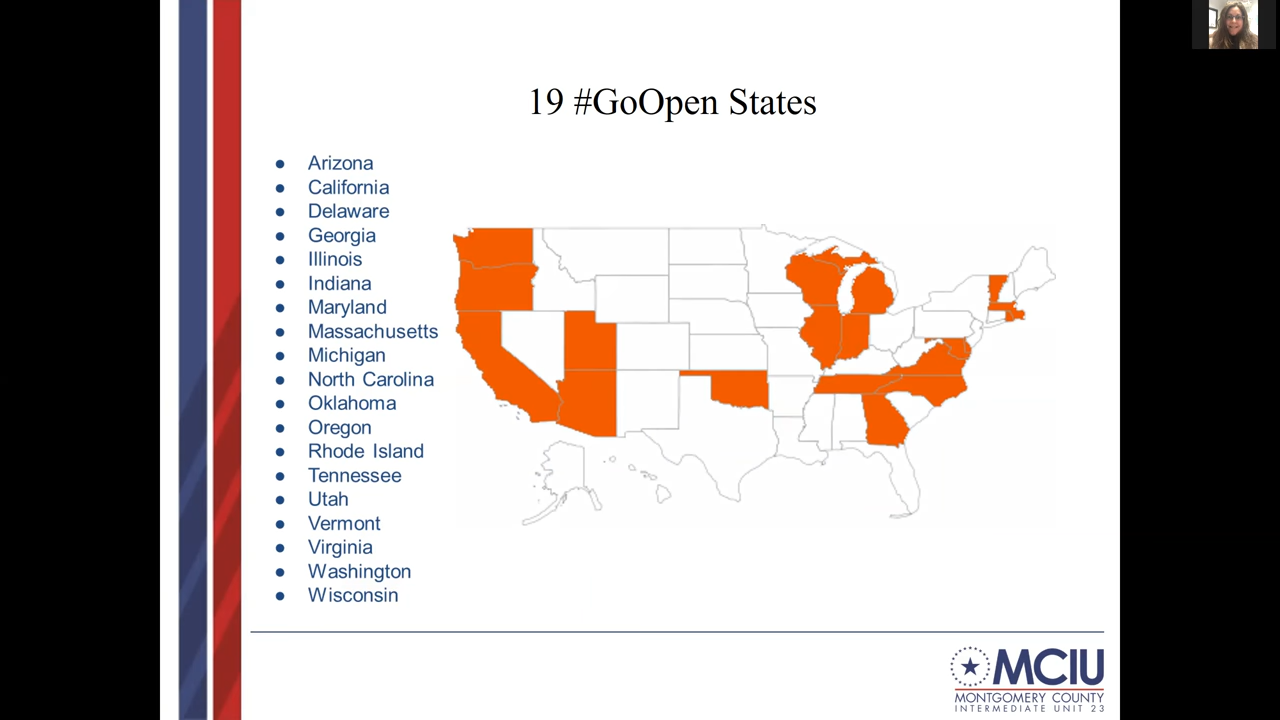 19 #GoOpen States
● Arizona
● California
● Delaware
● Georgia
● Illinois
● Indiana
● Maryland
● Massachusetts
● Michigan
● North Carolina
● Oklahoma
● Oregon
● Rhode Island
● Tennessee
● Utah
● Vermont
● Virginia
● Washington
● Wisconsin
MCIU
MONTGOMERY COUNTY
INTERMEDIATE UNIT 23